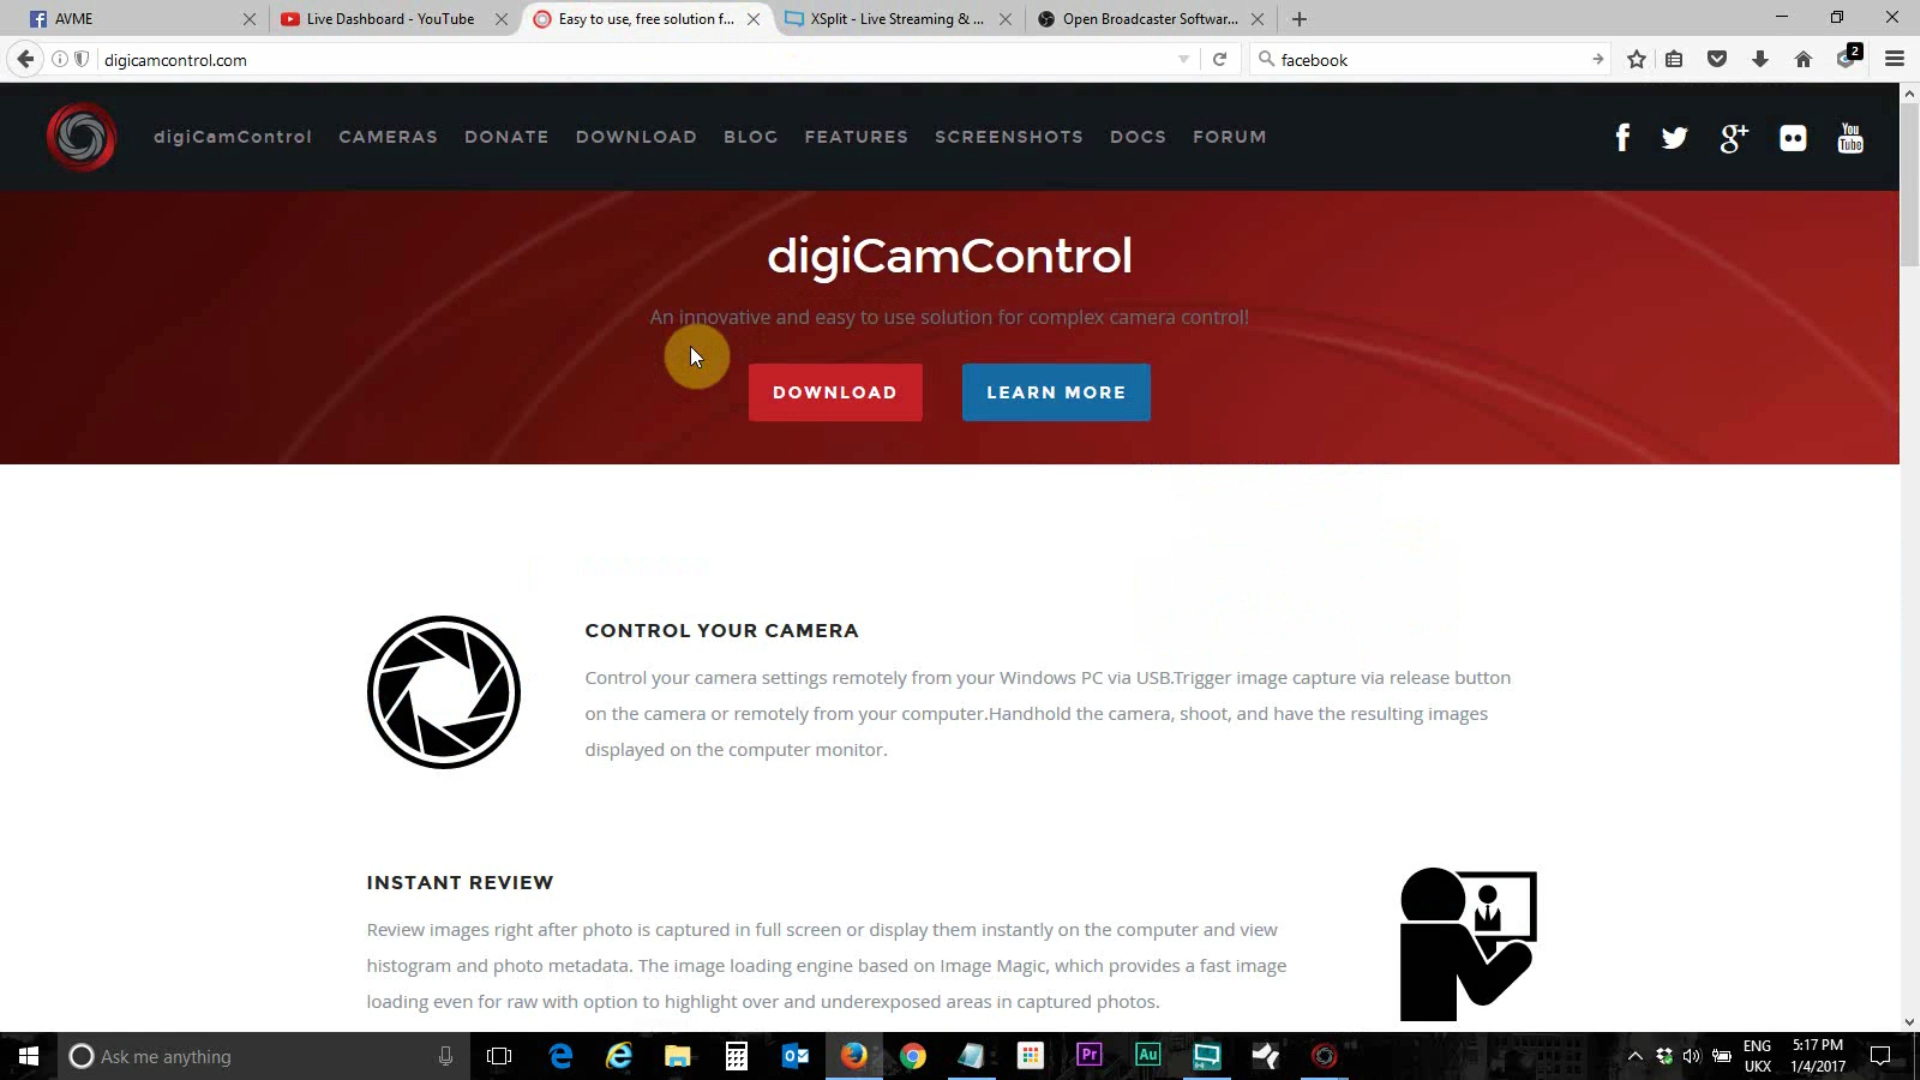 AVME
Live Dashboard - YouTube
Easy to use, free solution f...
XSplit - Live Streaming & ...
Open Broadcaster Softwar...
digicamcontrol.com
facebook
2
digiCamControl
CAMERAS
DONATE
DOWNLOAD
BLOG
FEATURES
SCREENSHOTS
DOCS
FORUM
f
g+
You
Tube
digiCamControl
An innovative and easy to use solution for complex camera control!
DOWNLOAD
LEARN MORE
CONTROL YOUR CAMERA
Control your camera settings remotely from your Windows PC via USB.Trigger image capture via release button
on the camera or remotely from your computer.Handhold the camera, shoot, and have the resulting images
displayed on the computer monitor.
INSTANT REVIEW
Review images right after photo is captured in full screen or display them instantly on the computer and view
histogram and photo metadata. The image loading engine based on Image Magic, which provides a fast image
loading even for raw with option to highlight over and underexposed areas in captured photos.
Ask me anything
Pr
Au
ENG
UKX
5:17 PM
1/4/2017